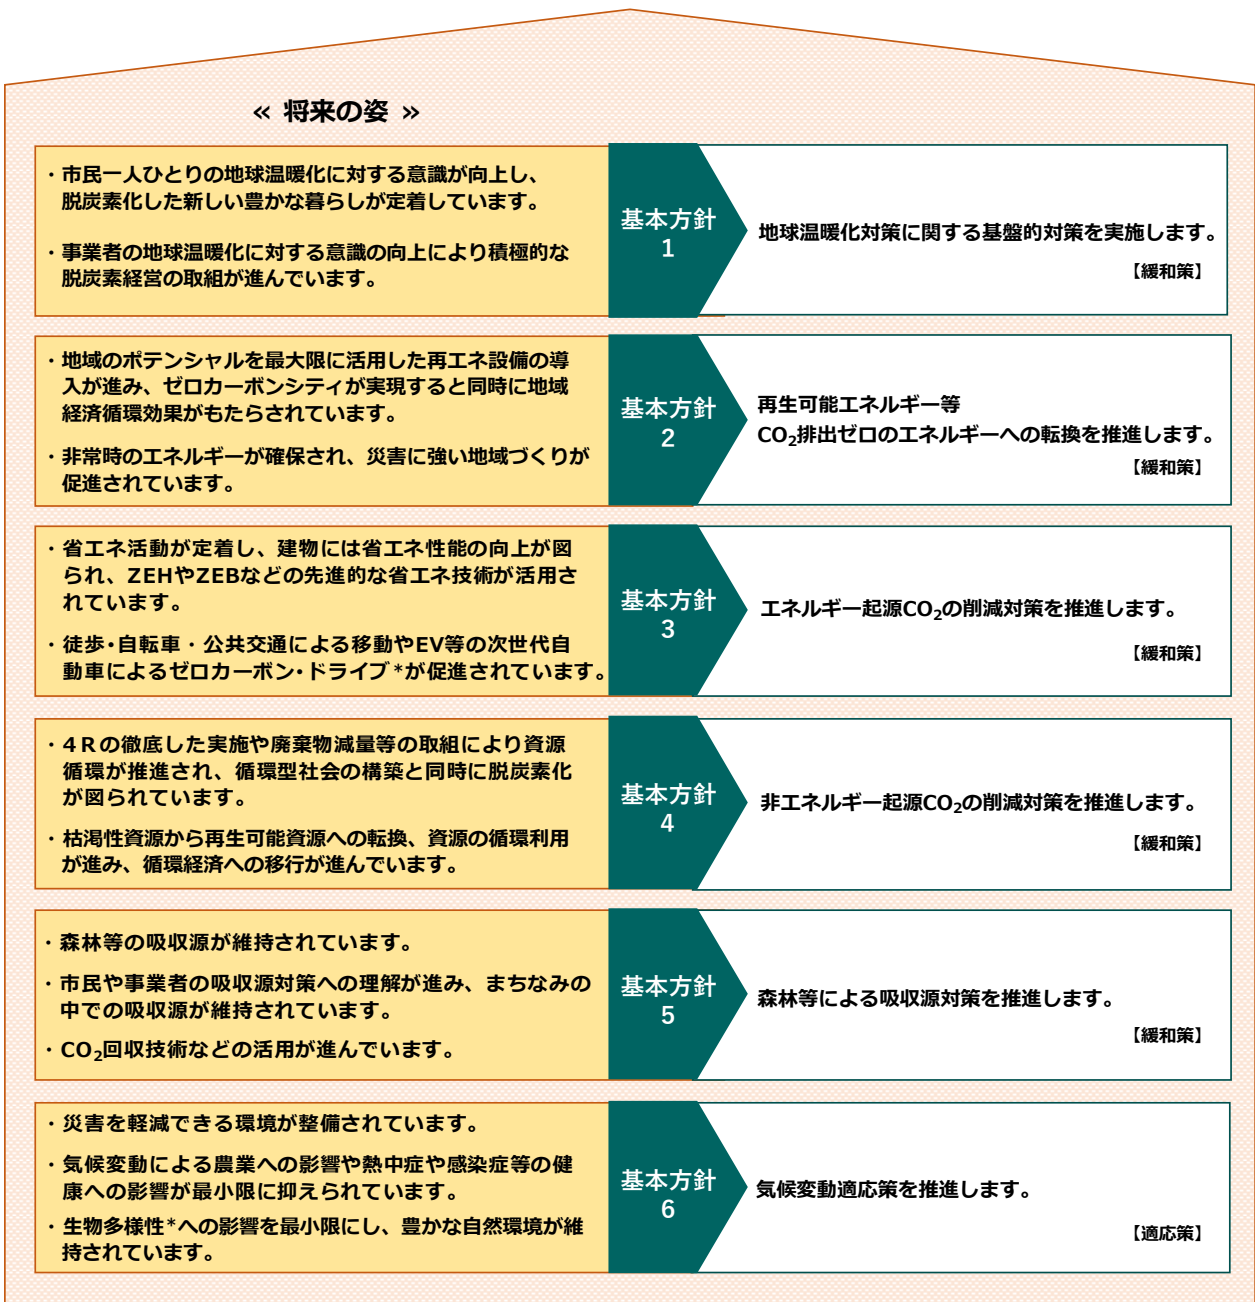 « 将来の姿 »
・市民一人ひとりの地球温暖化に対する意識が向上し、
脱炭素化した新しい豊かな暮らしが定着しています。
・事業者の地球温暖化に対する意識の向上により積極的な
脱炭素経営の取組が進んでいます。
基本方針
1
地球温暖化対策に関する基盤的対策を実施します。
【緩和策】
・地域のポテンシャルを最大限に活用した再エネ設備の導
入が進み、ゼロカーボンシティが実現すると同時に地域
経済循環効果がもたらされています。
・非常時のエネルギーが確保され、災害に強い地域づくりが
促進されています。
基本方針
2
再生可能エネルギー等
CO₂排出ゼロのエネルギーへの転換を推進します。
【緩和策】
・省エネ活動が定着し、建物には省エネ性能の向上が図
られ、ZEHやZEBなどの先進的な省エネ技術が活用さ
れています。
・徒歩・自転車・公共交通による移動やEV等の次世代自
動車によるゼロカーボン・ドライブ*が促進されています。
基本方針
3
エネルギー起源CO₂の削減対策を推進します。
【緩和策】
・4Rの徹底した実施や廃棄物減量等の取組により資源
循環が推進され、循環型社会の構築と同時に脱炭素化
が図られています。
・枯渇性資源から再生可能資源への転換、資源の循環利用
が進み、循環経済への移行が進んでいます。
基本方針
4
非エネルギー起源CO₂の削減対策を推進します。
【緩和策】
・森林等の吸収源が維持されています。
・市民や事業者の吸収源対策への理解が進み、まちなみの
中での吸収源が維持されています。
・CO₂回収技術などの活用が進んでいます。
基本方針
5
森林等による吸収源対策を推進します。
【緩和策】
・災害を軽減できる環境が整備されています。
・気候変動による農業への影響や熱中症や感染症等の健
康への影響が最小限に抑えられています。
・生物多様性*への影響を最小限にし、豊かな自然環境が維
持されています。
基本方針
6
気候変動適応策を推進します。
【適応策】